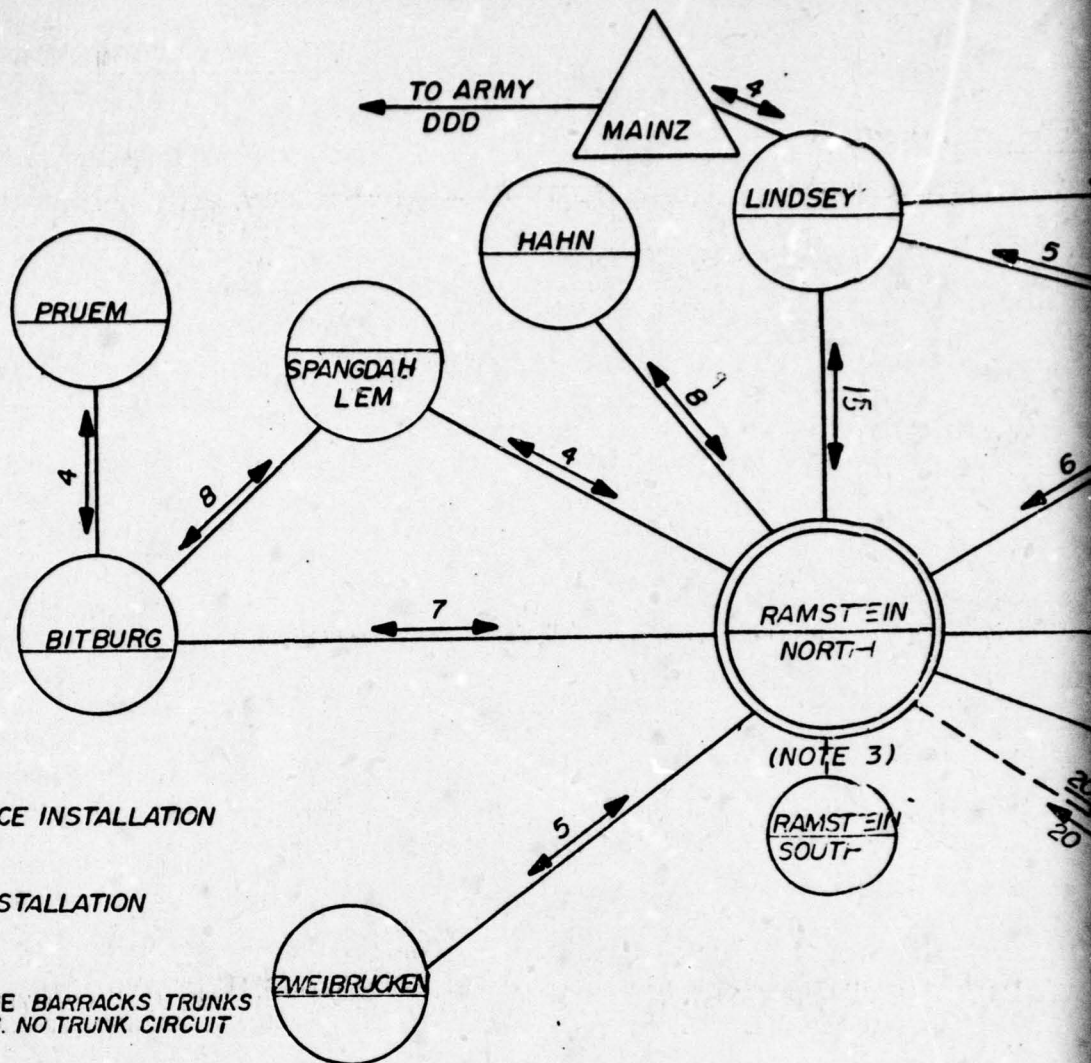 TO ARMY
DDD
MAINZ
4
LINDSEY
HAHN
5
PRUEM
SPANGDAH
LEM
8
15
4
8
4
6
BITBURG
7
RAMSTEIN
NORTH
(NOTE 3)
RAMSTEIN
SOUTH
20
5
CE INSTALLATION
STALLATION
ZWEIBRUCKEN
E BARRACKS TRUNKS
. NO TRUNK CIRCUIT